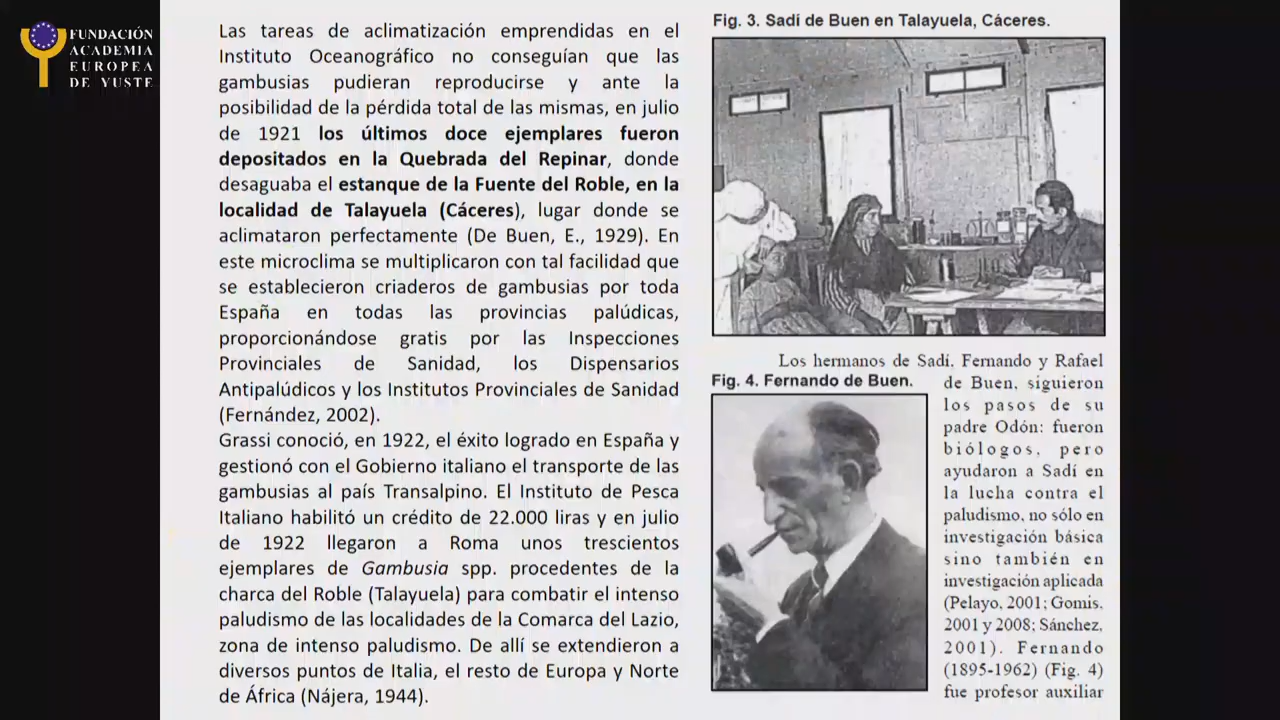 FUNDACIÓN
ACADEMIA
EUROPEA
DE YUSTE
Las tareas de aclimatización emprendidas en el
Instituto Oceanográfico no conseguían que las
gambusias pudieran reproducirse y ante la
posibilidad de la pérdida total de las mismas, en julio
de 1921 los últimos doce ejemplares fueron
depositados en la Quebrada del Repinar, donde
desaguaba el estanque de la Fuente del Roble, en la
localidad de Talayuela (Cáceres), lugar donde se
aclimataron perfectamente (De Buen, E., 1929). En
este microclima se multiplicaron con tal facilidad que
se establecieron criaderos de gambusias por toda
España en todas las provincias palúdicas,
proporcionándose gratis por las Inspecciones
Provinciales de Sanidad, los Dispensarios
Antipalúdicos y los Institutos Provinciales de Sanidad
(Fernández, 2002).
Grassi conoció, en 1922, el éxito logrado en España y
gestionó con el Gobierno italiano el transporte de las
gambusias al país Transalpino. El Instituto de Pesca
Italiano habilitó un crédito de 22.000 liras y en julio
de 1922 llegaron a Roma unos trescientos
ejemplares de Gambusia spp. procedentes de la
charca del Roble (Talayuela) para combatir el intenso
paludismo de las localidades de la Comarca del Lazio,
zona de intenso paludismo. De allí se extendieron a
diversos puntos de Italia, el resto de Europa y Norte
de África (Nájera, 1944).
Fig. 3. Sadí de Buen en Talayuela, Cáceres.
Los hermanos de Sadí, Fernando y Rafael
Fig. 4. Fernando de Buen.
de Buen, siguieron
los pasos de su
padre Odón: fueron
biólogos, pero
ayudaron a Sadí en
la lucha contra el
paludismo, no sólo en
investigación básica
sino también en
investigación aplicada
(Pelayo, 2001; Gomis,
2001 y 2008; Sánchez,
2001). Fernando
(1895-1962) (Fig. 4)
fue profesor auxiliar